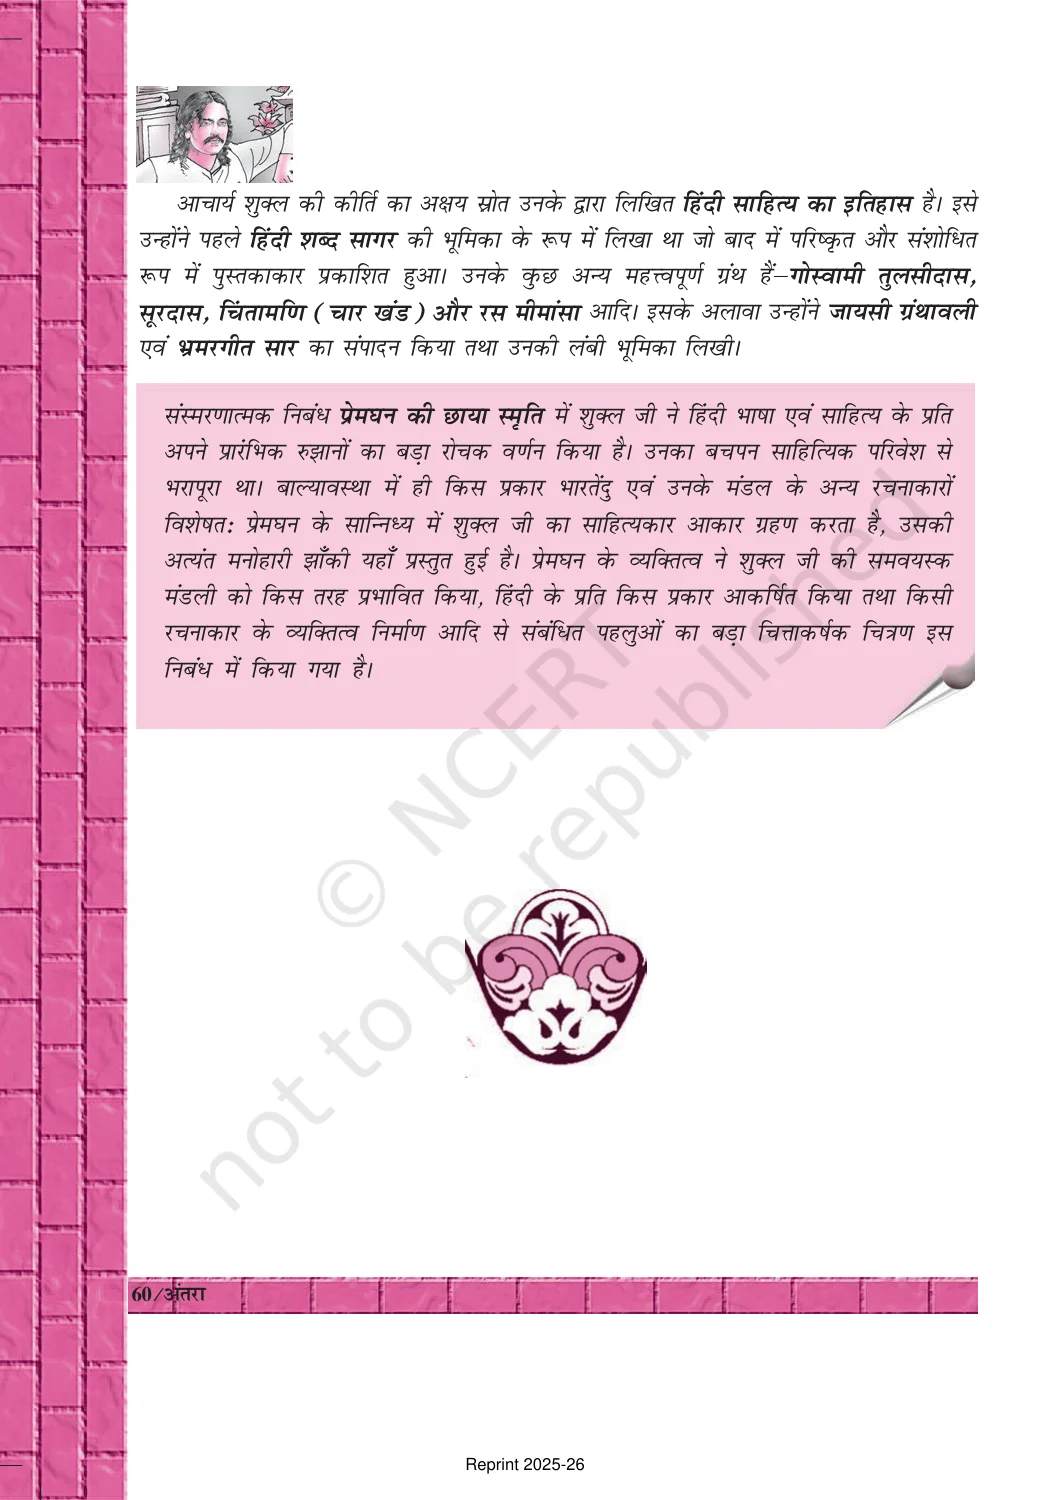 आचार्य शुक्ल की कीर्ति का अक्षय स्रोत उनके द्वारा लिखित हिंदी साहित्य का इतिहास है। इसे
उन्होंने पहले हिंदी शब्द सागर की भूमिका के रूप में लिखा था जो बाद में परिष्कृत और संशोधित
रूप में पुस्तकाकार प्रकाशित हुआ। उनके कुछ अन्य महत्त्वपूर्ण ग्रंथ हैं–गोस्वामी तुलसीदास,
सूरदास, चिंतामणि ( चार खंड ) और रस मीमांसा आदि। इसके अलावा उन्होंने जायसी ग्रंथावली
एवं भ्रमरगीत सार का संपादन किया तथा उनकी लंबी भूमिका लिखी।
संस्मरणात्मक निबंध प्रेमघन की छाया स्मृति में शुक्ल जी ने हिंदी भाषा एवं साहित्य के प्रति
अपने प्रारंभिक रुझानों का बड़ा रोचक वर्णन किया है। उनका बचपन साहित्यिक परिवेश से
भरापूरा था। बाल्यावस्था में ही किस प्रकार भारतेंदु एवं उनके मंडल के अन्य रचनाकारों
विशेषत: प्रेमघन के सान्निध्य में शुक्ल जी का साहित्यकार आकार ग्रहण करता है, उसकी
अत्यंत मनोहारी झाँकी यहाँ प्रस्तुत हुई है। प्रेमघन के व्यक्तित्व ने शुक्ल जी की समवयस्क
मंडली को किस तरह प्रभावित किया, हिंदी के प्रति किस प्रकार आकर्षित किया तथा किसी
रचनाकार के व्यक्तित्व निर्माण आदि से संबंधित पहलुओं का बड़ा चित्ताकर्षक चित्रण इस
निबंध में किया गया है।
© NCERT
not to be republished
60/अंतरा
Reprint 2025-26